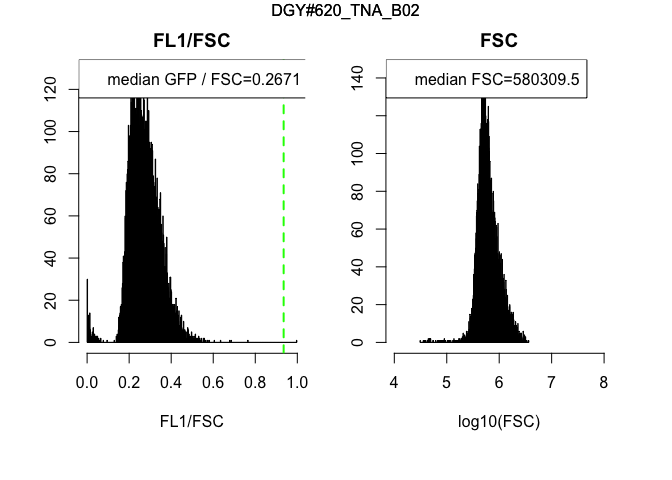 DGY#620_TNA_B02
FL1/FSC
median GFP / FSC=0.2671
120
100
80
60
40
20
0
0.0 0.2 0.4 0.6 0.8 1.0
FL1/FSC
FSC
median FSC=580309.5
140
100
80
60
40
20
0
4 5 6 7 8
log10(FSC)